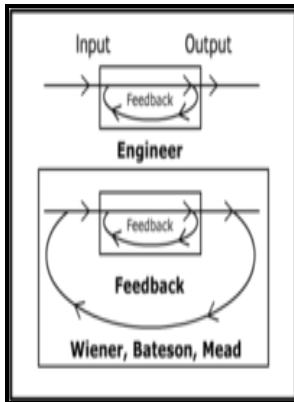 Input Output
Feedback
Engineer
Feedback
Feedback
Wiener, Bateson, Mead